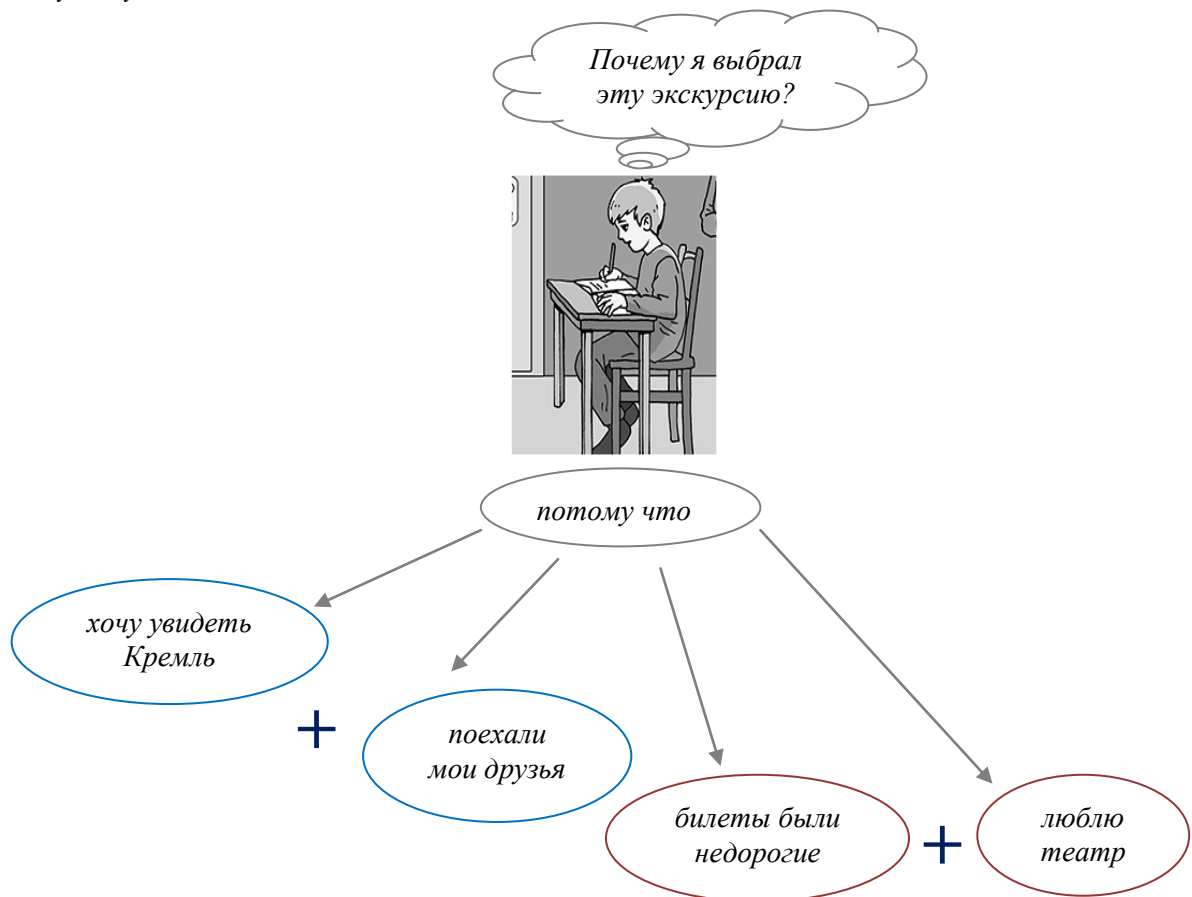 Почему я выбрал
эту экскурсию?
потому что
хочу увидеть
Кремль
+
поехали
мои друзья
билеты были
недорогие
+
люблю
театр